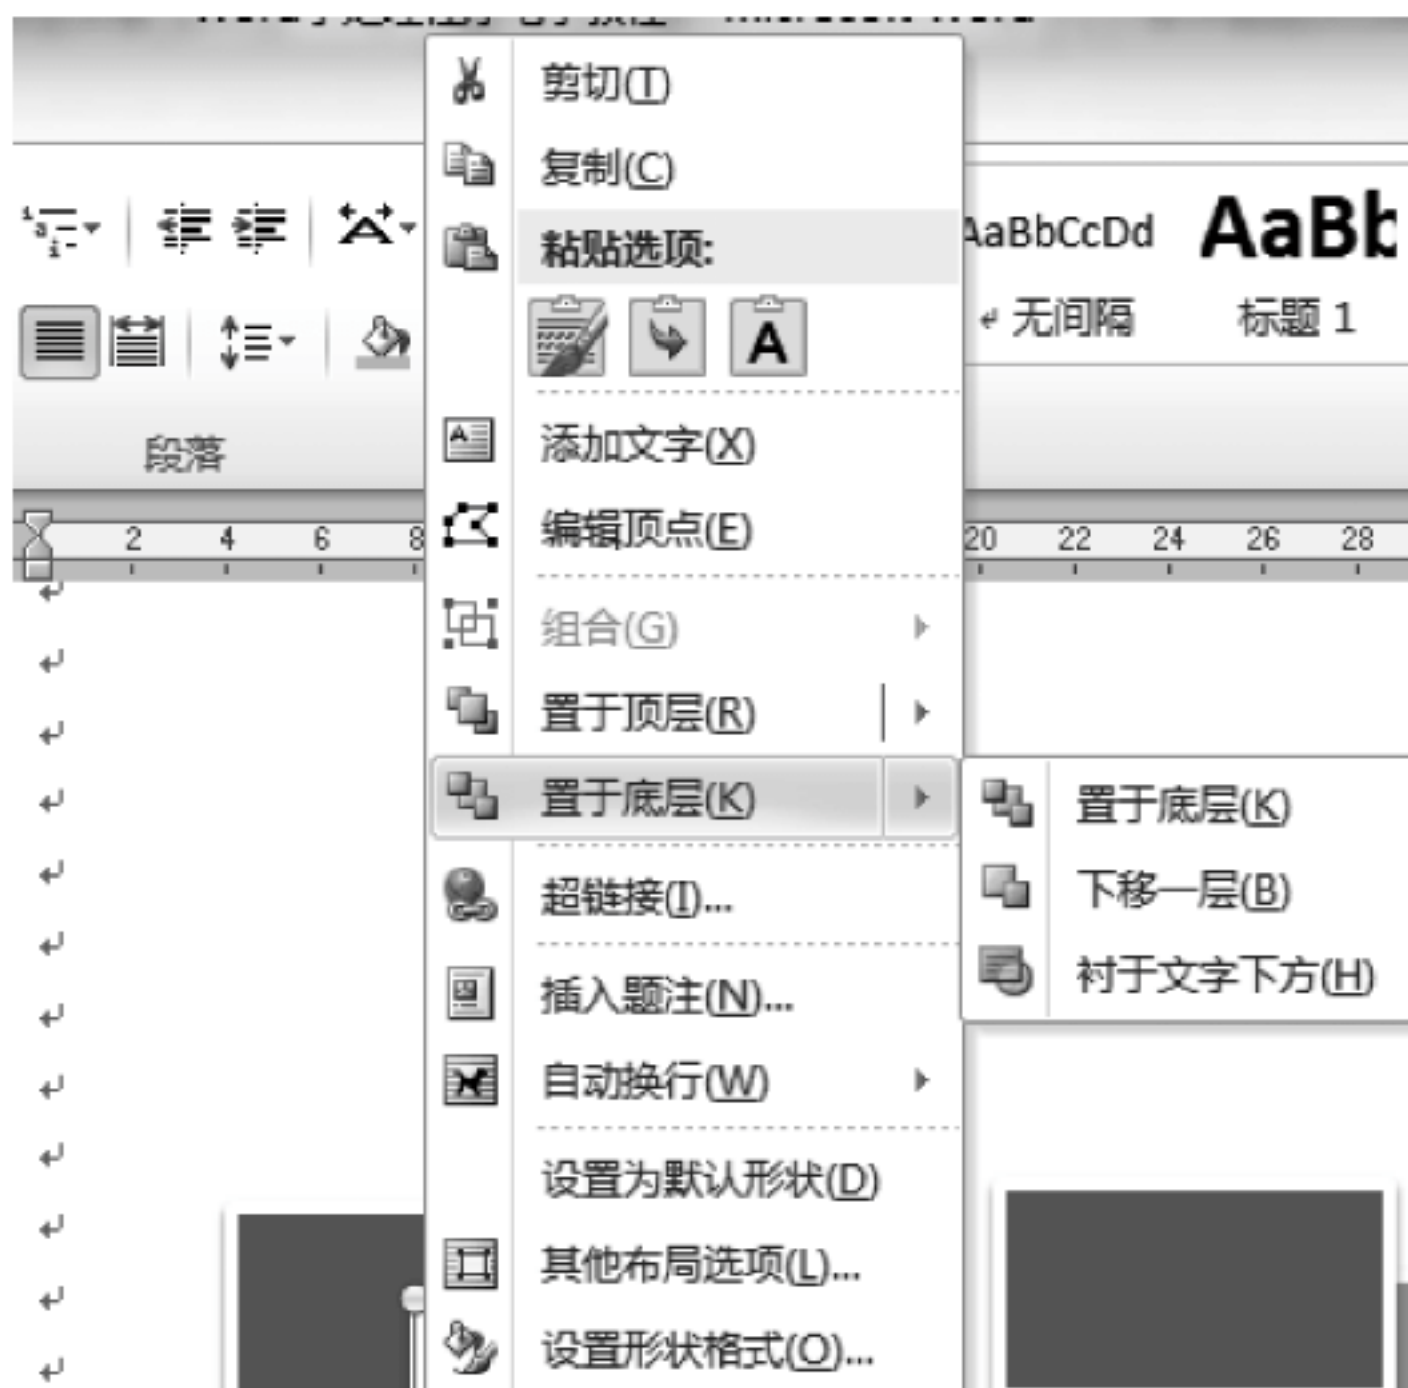 Microsoft Word
剪切(T)
复制(C)
粘贴选项:
AaBbCcDd AaBb
无间隔 标题 1
段落
添加文字(X)
编辑顶点(E)
2 4 6 8 20 22 24 26 28
组合(G)
置于顶层(R)
置于底层(K)
置于底层(K)
下移一层(B)
衬于文字下方(H)
超链接(I)...
插入题注(N)...
自动换行(W)
设置为默认形状(D)
其他布局选项(L)...
设置形状格式(O)...